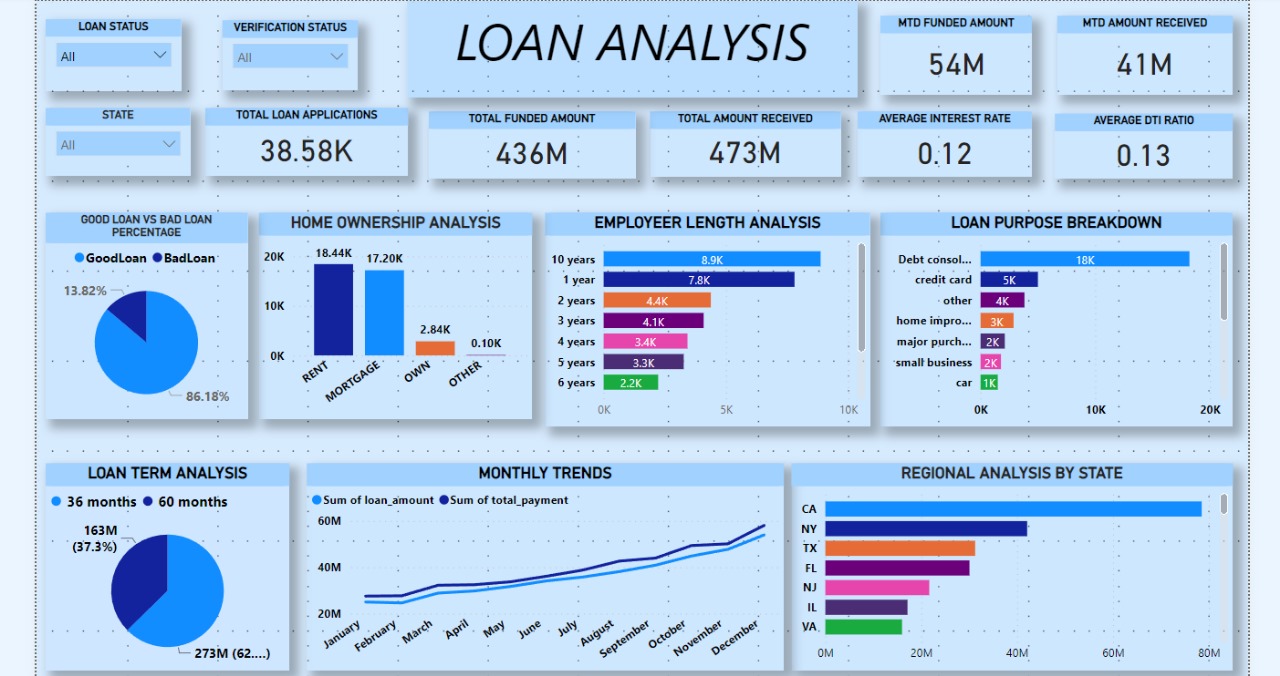 LOAN STATUS
All
VERIFICATION STATUS
All
LOAN ANALYSIS
MTD FUNDED AMOUNT
54M
MTD AMOUNT RECEIVED
41M
STATE
All
TOTAL LOAN APPLICATIONS
38.58K
TOTAL FUNDED AMOUNT
436M
TOTAL AMOUNT RECEIVED
473M
AVERAGE INTEREST RATE
0.12
AVERAGE DTI RATIO
0.13
GOOD LOAN VS BAD LOAN
PERCENTAGE
GoodLoan BadLoan
13.82%
86.18%
HOME OWNERSHIP ANALYSIS
20K
10K
0K
18.44K
17.20K
2.84K
0.10K
RENT
MORTGAGE
OWN
OTHER
EMPLOYEER LENGTH ANALYSIS
10 years 8.9K
1 year 7.8K
2 years 4.4K
3 years 4.1K
4 years 3.4K
5 years 3.3K
6 years 2.2K
0K 5K 10K
LOAN PURPOSE BREAKDOWN
Debt consol... 18K
credit card 5K
other 4K
home impro... 3K
major purch... 2K
small business 2K
car 1K
0K 10K 20K
LOAN TERM ANALYSIS
36 months 60 months
163M
(37.3%)
273M (62....)
MONTHLY TRENDS
Sum of loan_amount Sum of total_payment
60M
40M
20M
January
February
March
April
May
June
July
August
September
October
November
December
REGIONAL ANALYSIS BY STATE
CA
NY
TX
FL
NJ
IL
VA
0M 20M 40M 60M 80M